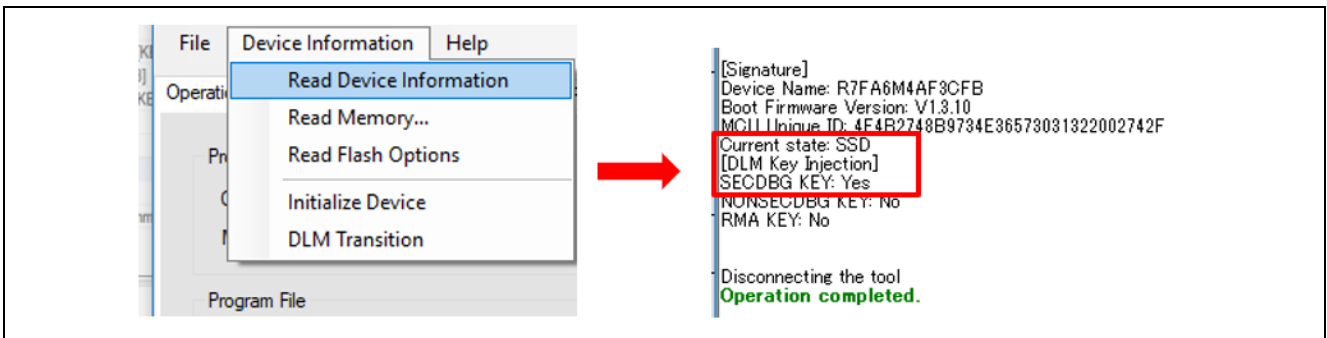 File Device Information Help
Read Device Information
Read Memory...
Read Flash Options
Initialize Device
DLM Transition
Program File
[Signature]
Device Name: R7FA6M4AF3CFB
Boot Firmware Version: V1.3.10
MCU Unique ID: 4E4B2748B9734E36573031322002742F
Current state: SSD
[DLM Key Injection]
SECDBG KEY: Yes
NONSECDBG KEY: No
RMA KEY: No
Disconnecting the tool
Operation completed.